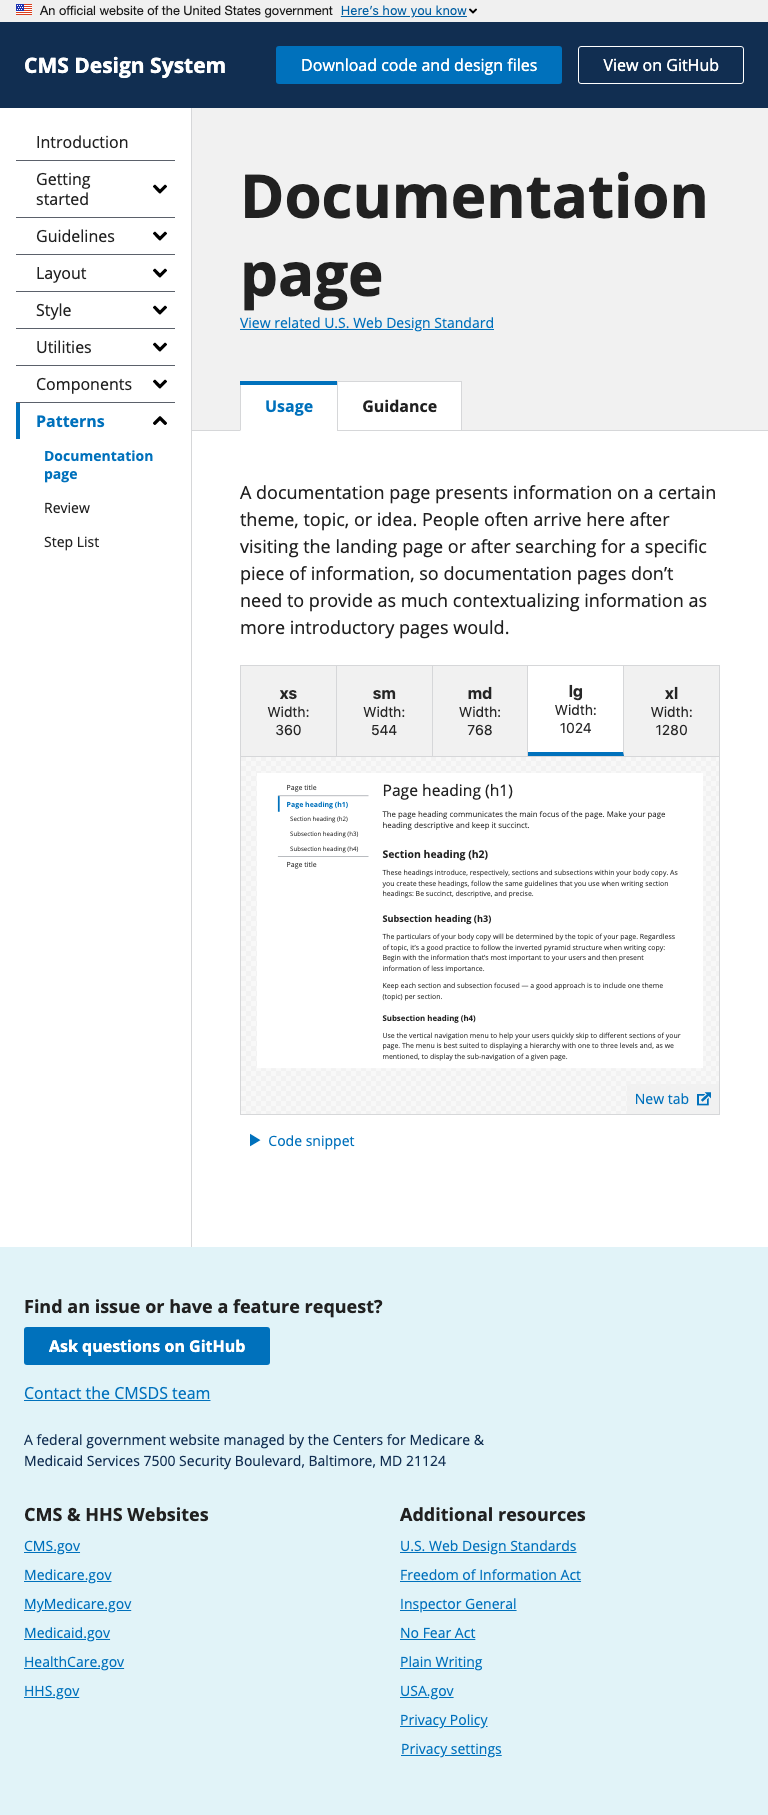 An official website of the United States government Here's how you know
CMS Design System
Download code and design files
View on GitHub
Introduction
Getting
started
Guidelines
Layout
Style
Utilities
Components
Patterns
Documentation
page
Review
Step List
Documentation
page
View related U.S. Web Design Standard
Usage
Guidance
A documentation page presents information on a certain
theme, topic, or idea. People often arrive here after
visiting the landing page or after searching for a specific
piece of information, so documentation pages don’t
need to provide as much contextualizing information as
more introductory pages would.
xs
Width:
360
sm
Width:
544
md
Width:
768
lg
Width:
1024
xl
Width:
1280
Page title
Page heading (h1)
Section heading (h2)
Subsection heading (h3)
Subsection heading (h4)
Page title
Page heading (h1)
The page heading communicates the main focus of the page. Make your page
heading descriptive and keep it succinct.
Section heading (h2)
These headings introduce, respectively, sections and subsections within your body copy. As
you create these headings, follow the same guidelines that you use when writing section
headings: Be succinct, descriptive, and precise.
Subsection heading (h3)
The particulars of your body copy will be determined by the topic of your page. Regardless
of topic, it’s a good practice to follow the inverted pyramid structure when writing copy:
Begin with the information that’s most important to your users and then present
information of less importance.
Keep each section and subsection focused — a good approach is to include one theme
(topic) per section.
Subsection heading (h4)
Use the vertical navigation menu to help your users quickly skip to different sections of your
page. The menu is best suited to displaying a hierarchy with one to three levels and, as we
mentioned, to display the sub-navigation of a given page.
New tab
Code snippet
Find an issue or have a feature request?
Ask questions on GitHub
Contact the CMSDS team
A federal government website managed by the Centers for Medicare &
Medicaid Services 7500 Security Boulevard, Baltimore, MD 21124
CMS & HHS Websites
CMS.gov
Medicare.gov
MyMedicare.gov
Medicaid.gov
HealthCare.gov
HHS.gov
Additional resources
U.S. Web Design Standards
Freedom of Information Act
Inspector General
No Fear Act
Plain Writing
USA.gov
Privacy Policy
Privacy settings